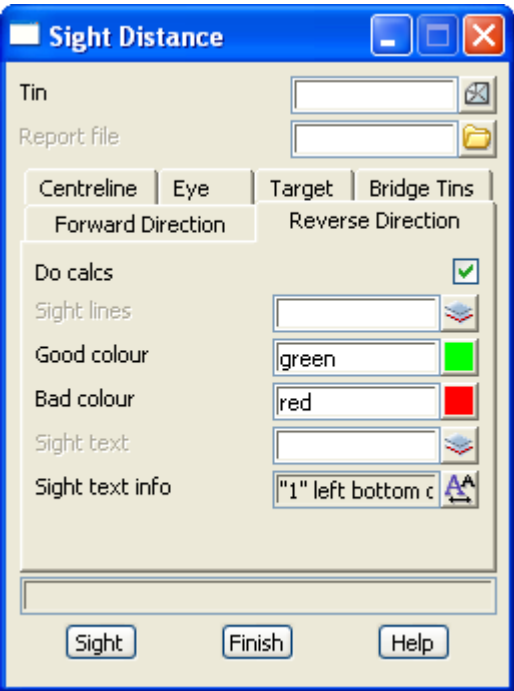 Sight Distance
Tin
Report file
Centreline Eye Target Bridge Tins
Forward Direction Reverse Direction
Do calcs
Sight lines
Good colour green
Bad colour red
Sight text
Sight text info "1" left bottom
Sight Finish Help